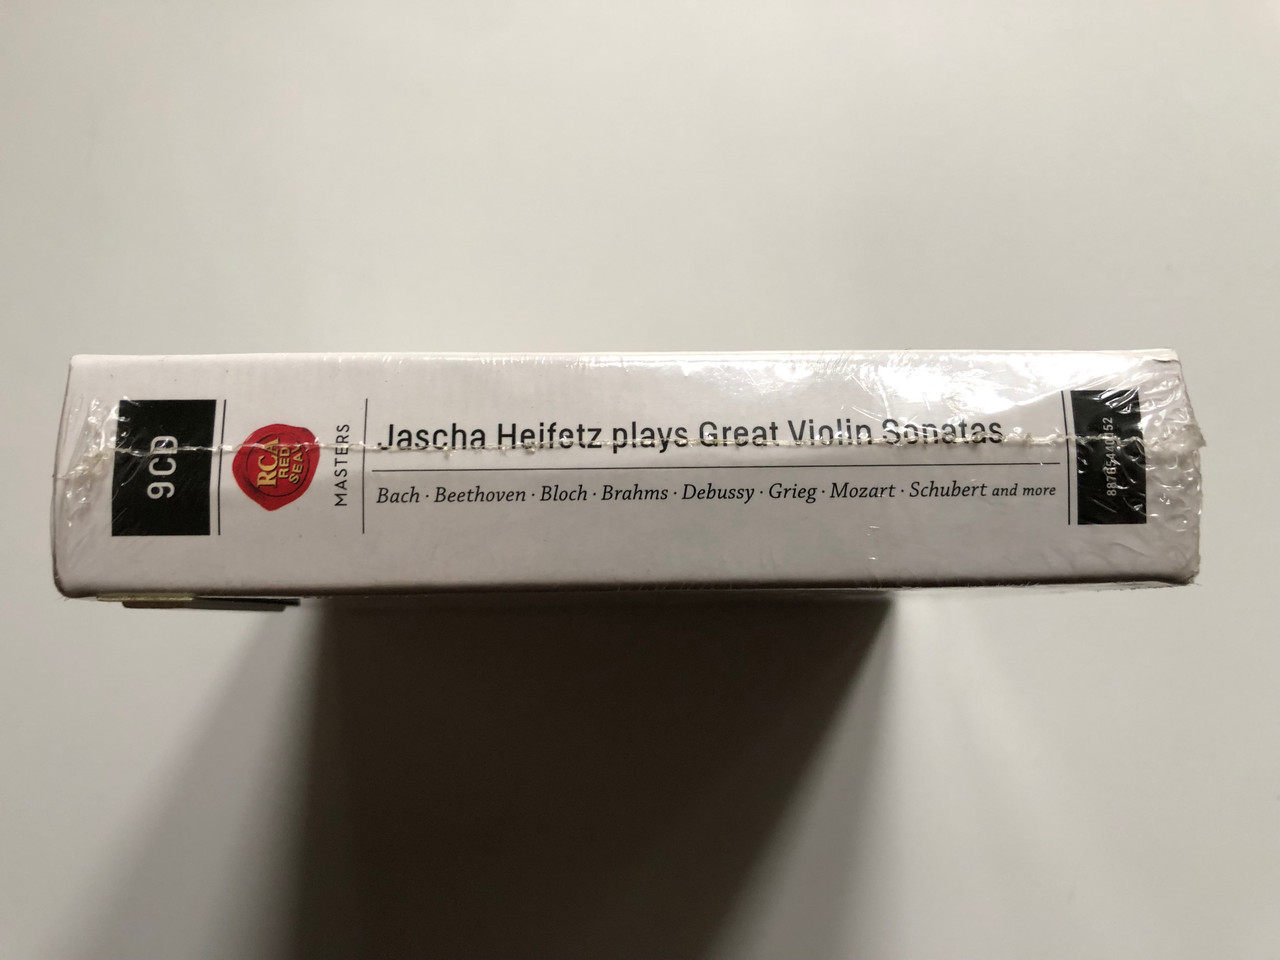 9CD
RCA
RED
SEAL
MASTERS
Jascha Heifetz plays Great Violin Sonatas
Bach · Beethoven · Bloch · Brahms · Debussy · Grieg · Mozart · Schubert and more